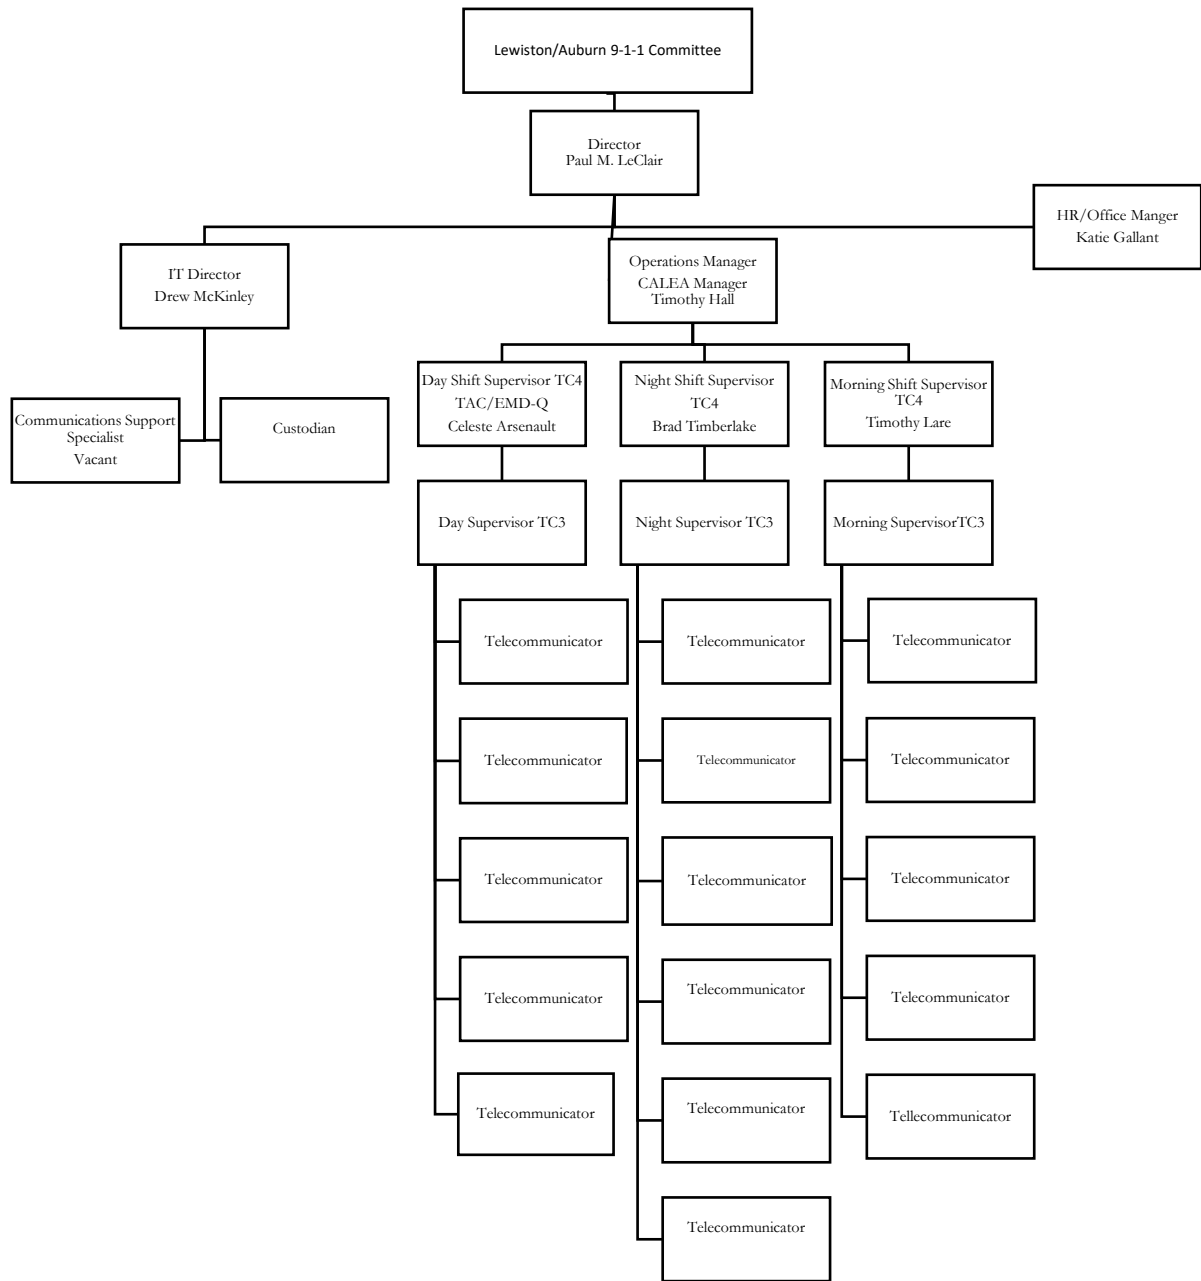 Lewiston/Auburn 9-1-1 Committee
Director
Paul M. LeClair
HR/Office Manger
Katie Gallant
IT Director
Drew McKinley
Operations Manager
CALEA Manager
Timothy Hall
Communications Support
Specialist
Vacant
Custodian
Day Shift Supervisor TC4
TAC/EMD-Q
Celeste Arsenault
Night Shift Supervisor
TC4
Brad Timberlake
Morning Shift Supervisor
TC4
Timothy Lare
Day Supervisor TC3
Night Supervisor TC3
Morning SupervisorTC3
Telecommunicator
Telecommunicator
Telecommunicator
Telecommunicator
Telecommunicator
Telecommunicator
Telecommunicator
Telecommunicator
Telecommunicator
Telecommunicator
Telecommunicator
Telecommunicator
Telecommunicator
Telecommunicator
Tellecommunicator
Telecommunicator